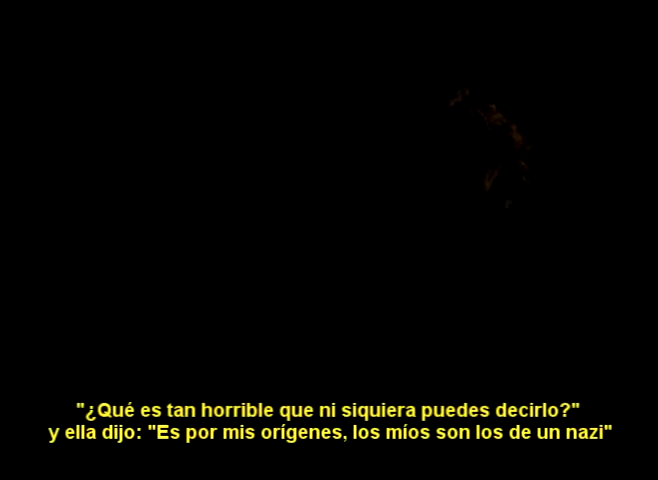 "¿Qué es tan horrible que ni siquiera puedes decirlo?"
y ella dijo: "Es por mis orígenes, los míos son los de un nazi"